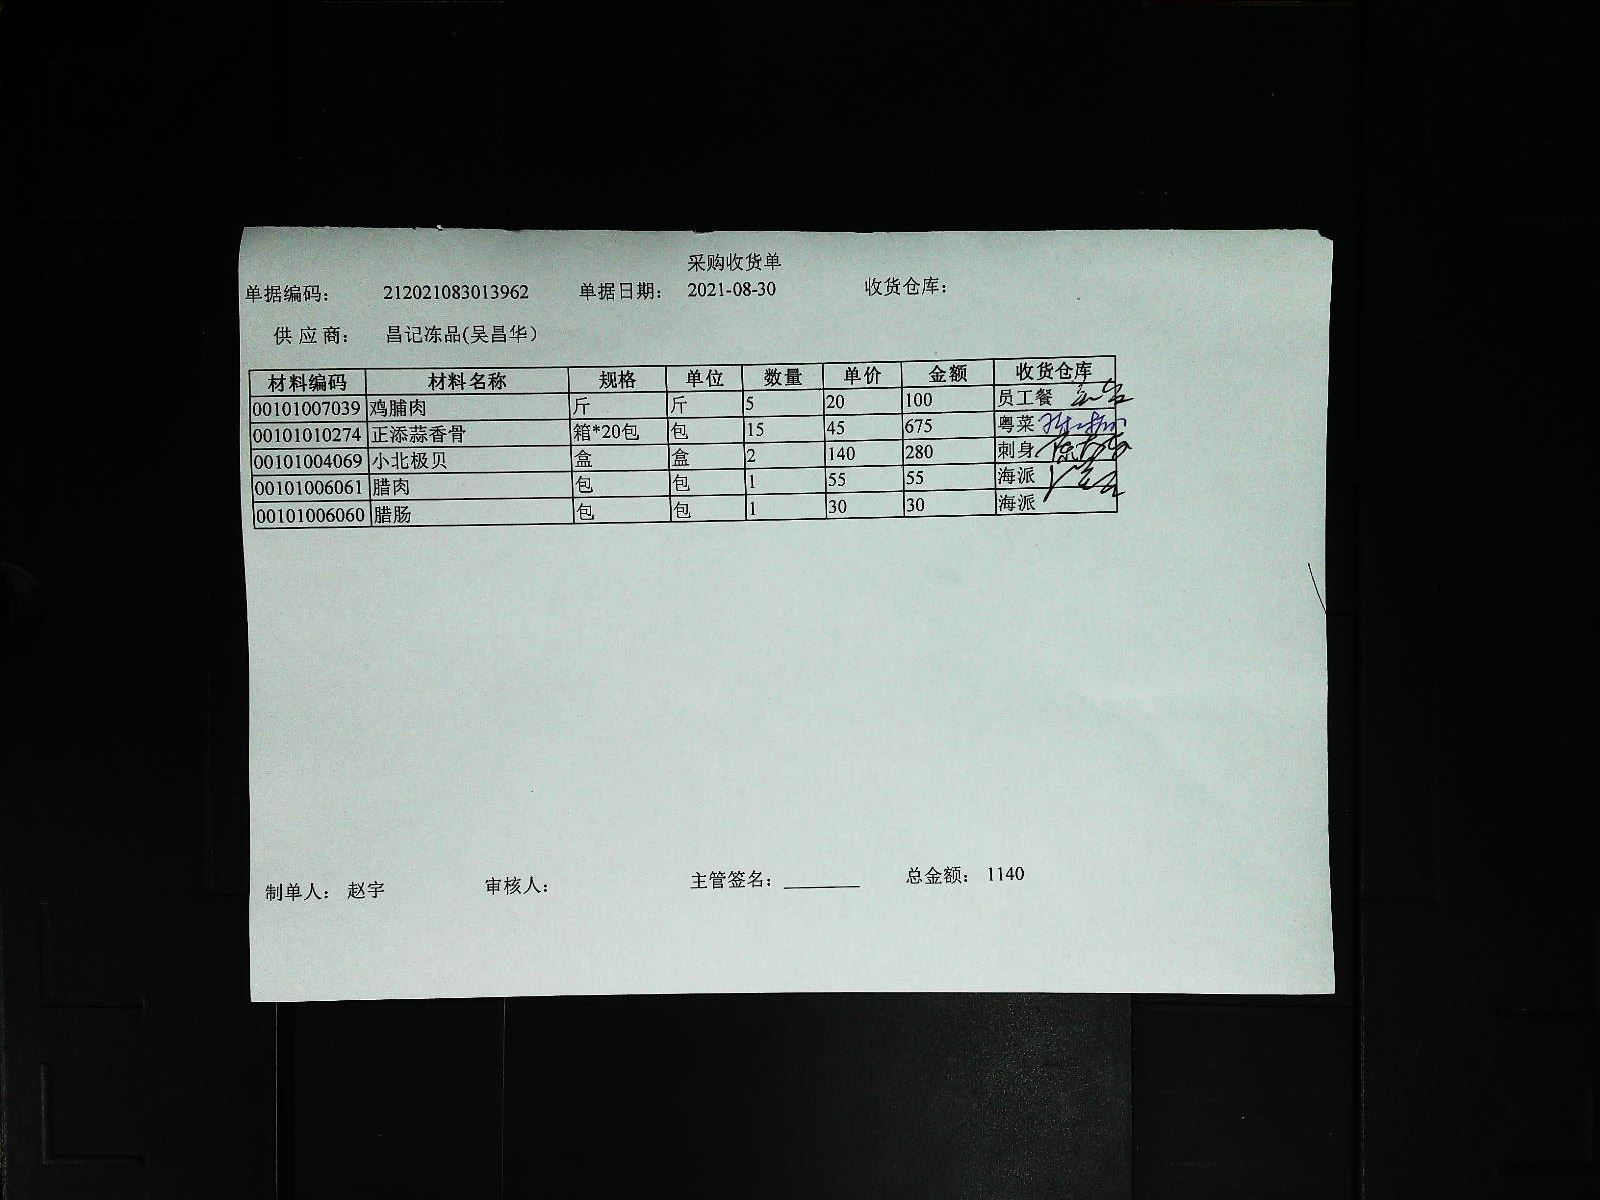 采购收货单
单据编码: 212021083013962 单据日期: 2021-08-30 收货仓库:
供应商: 昌记冻品(吴昌华)
材料编码 材料名称 规格 单位 数量 单价 金额 收货仓库
00101007039 鸡脯肉 斤 斤 5 20 100 员工餐
00101010274 正添蒜香骨 箱*20包 包 15 45 675 粤菜
00101004069 小北极贝 盒 盒 2 140 280 刺身
00101006061 腊肉 包 包 1 55 55 海派
00101006060 腊肠 包 包 1 30 30 海派
制单人: 赵宇 审核人: 主管签名: 总金额: 1140